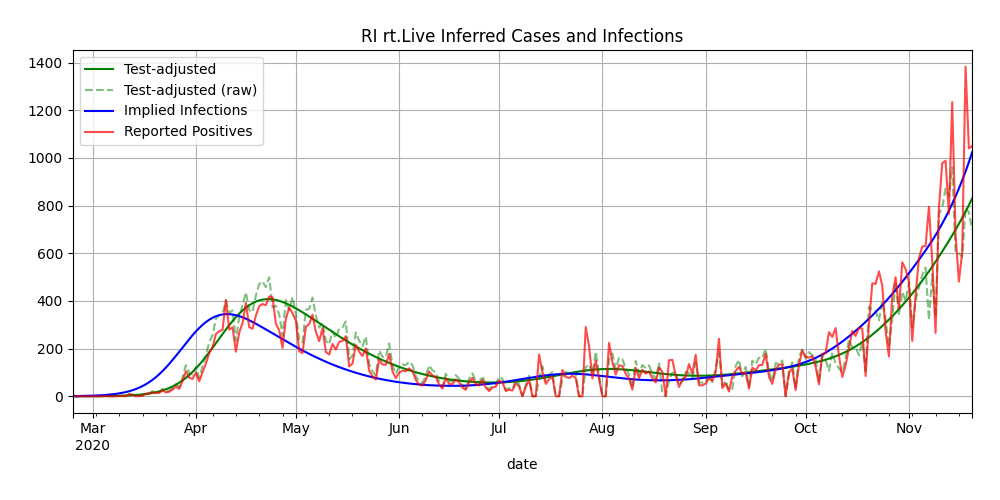 RI rt.Live Inferred Cases and Infections
Test-adjusted
Test-adjusted (raw)
Implied Infections
Reported Positives
1400
1200
1000
800
600
400
200
0
Mar Apr May Jun Jul Aug Sep Oct Nov
2020
date